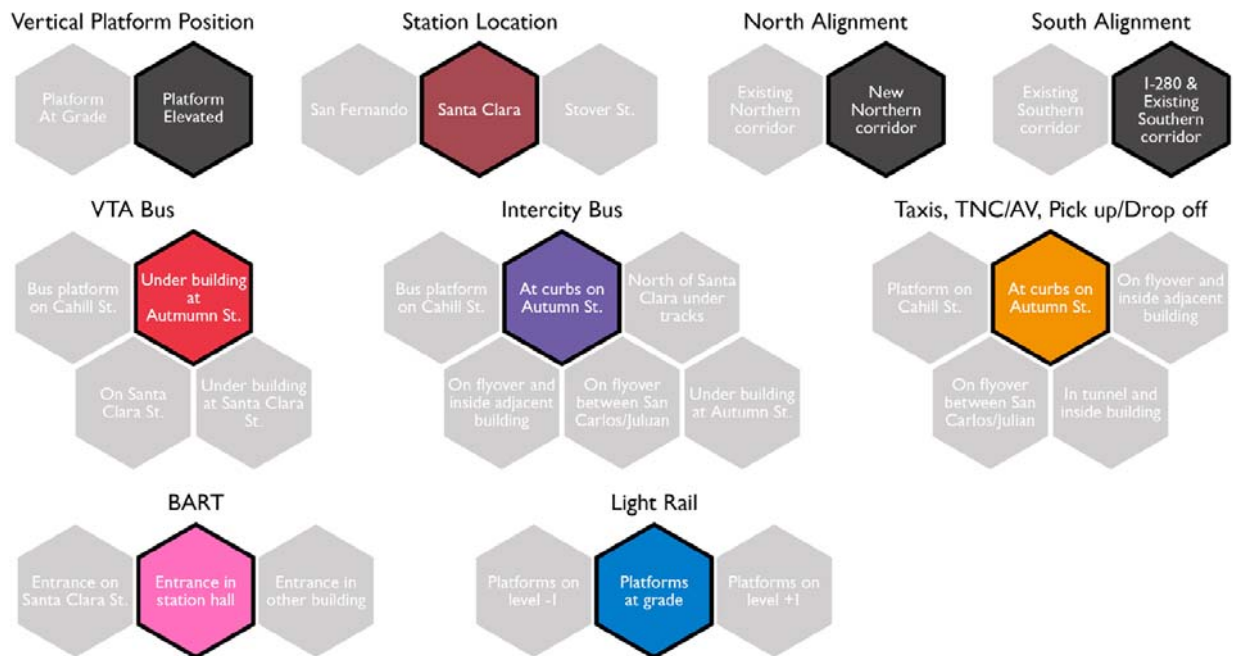 Vertical Platform Position
Station Location
North Alignment
South Alignment
Platform
At Grade
Platform
Elevated
San Fernando
Santa Clara
Stover St.
Existing
Northern
corridor
New
Northern
corridor
Existing
Southern
corridor
I-280 &
Existing
Southern
corridor
VTA Bus
Intercity Bus
Taxis, TNC/AV, Pick up/Drop off
Bus platform
on Cahill St.
Under building
at
Autmumn St.
On Santa
Clara St.
Under building
at Santa Clara
St.
Bus platform
on Cahill St.
At curbs on
Autumn St.
North of Santa
Clara under
tracks
On flyover and
inside adjacent
building
On flyover
between San
Carlos/Juluan
Under building
at Autumn St.
Platform on
Cahill St.
At curbs on
Autumn St.
On flyover and
inside adjacent
building
On flyover
between San
Carlos/Julian
In tunnel and
inside building
BART
Light Rail
Entrance on
Santa Clara St.
Entrance in
station hall
Entrance in
other building
Platforms on
level -1
Platforms
at grade
Platforms on
level +1